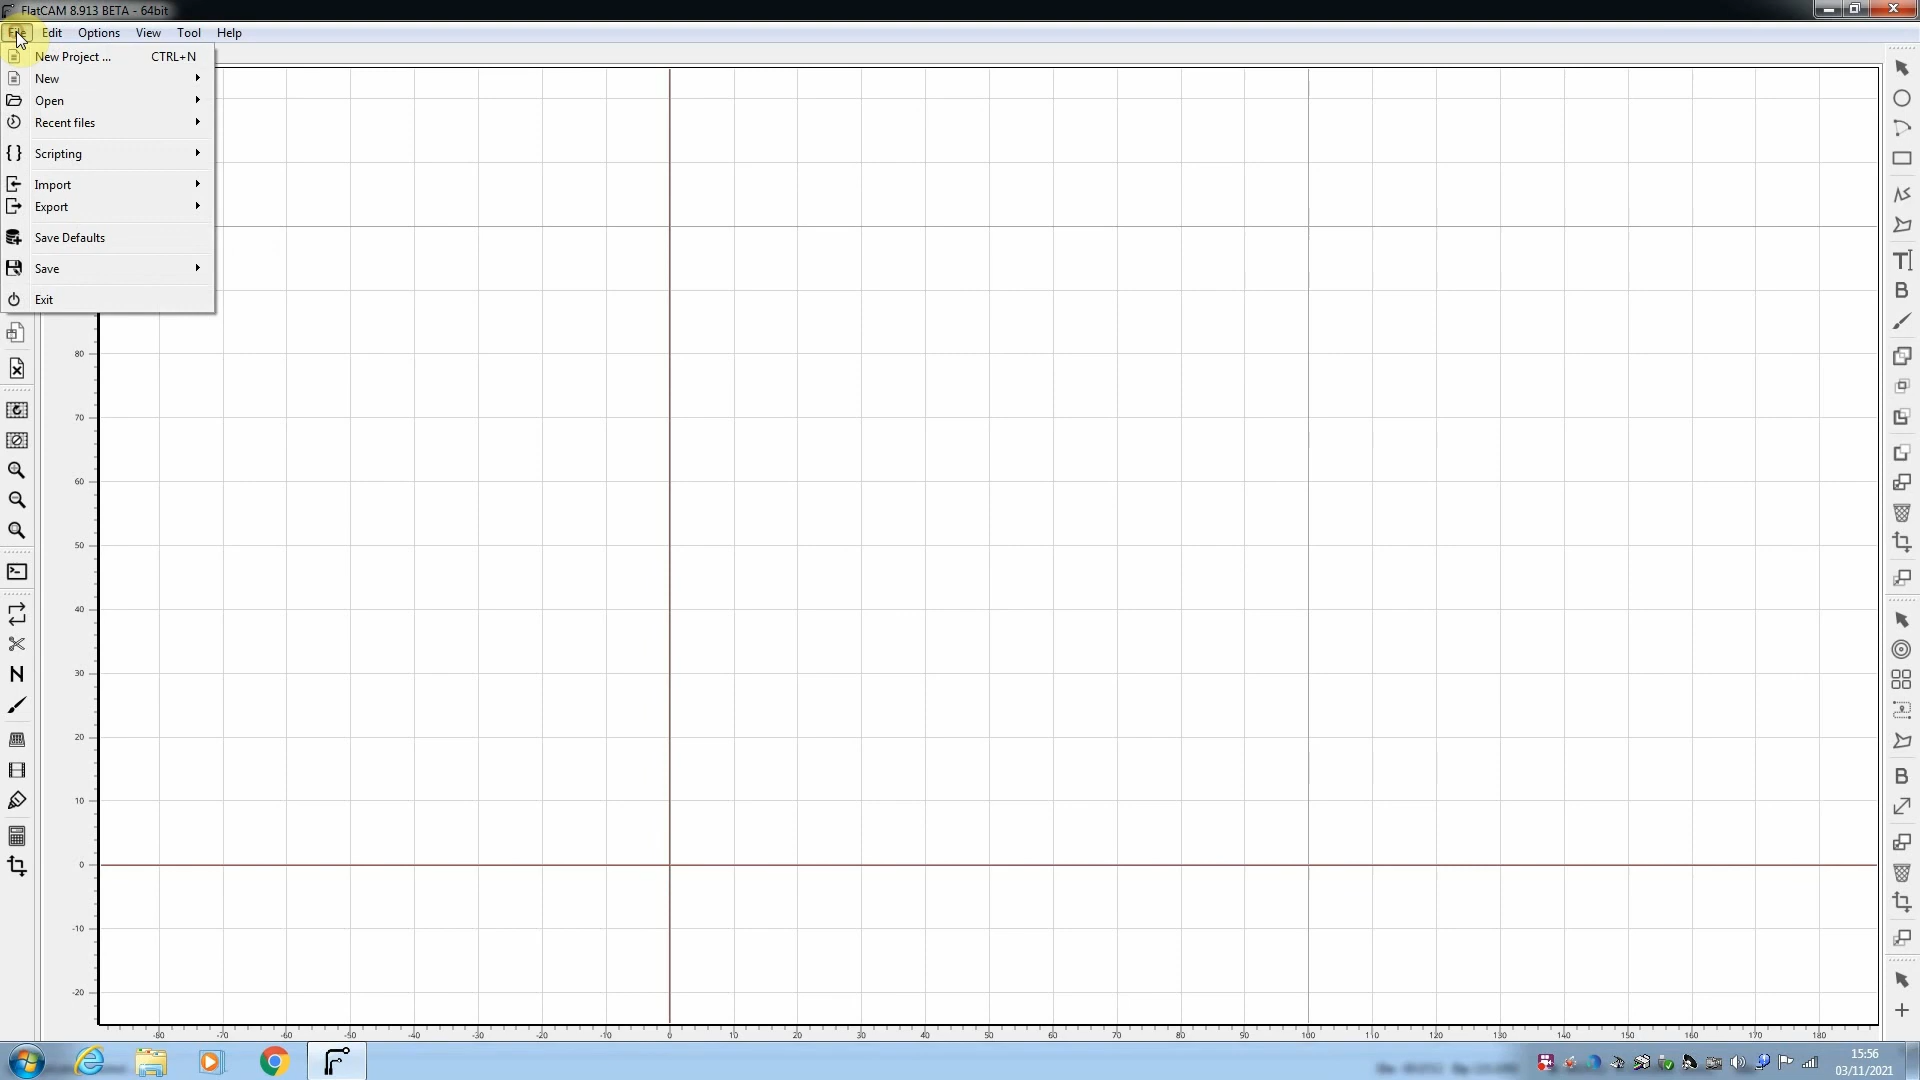 FlatCAM 8.913 BETA - 64bit
File Edit Options View Tool Help
New Project ... CTRL+N
New
Open
Recent files
Scripting
Import
Export
Save Defaults
Save
Exit
80
70
60
50
40
30
20
10
0
-10
-20
-80 -70 -60 -50 -40 -30 -20 -10 0 10 20 30 40 50 60 70 80 90 100 110 120 130 140 150 160 170 180
15:56
03/11/2021